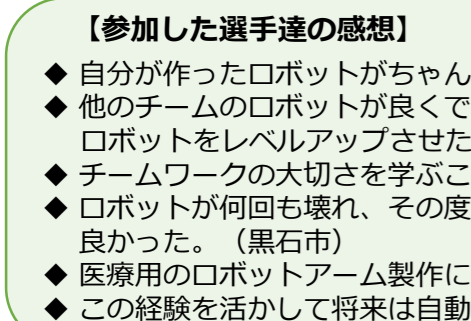 【参加した選手達の感想】
◆ 自分が作ったロボットがちゃん
◆ 他のチームのロボットが良くで
ロボットをレベルアップさせた
◆ チームワークの大切さを学ぶこ
◆ ロボットが何回も壊れ、その度
良かった。（黒石市）
◆ 医療用のロボットアーム製作に
◆ この経験を活かして将来は自動